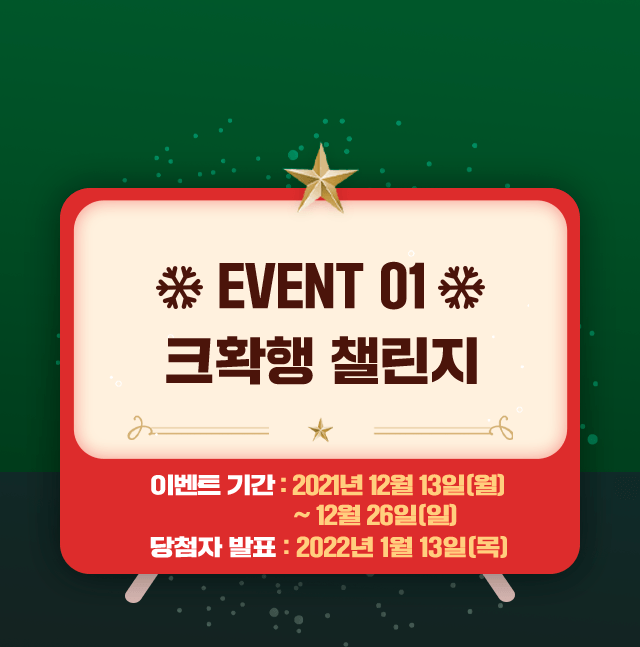 EVENT 01
크확행 챌린지
이벤트 기간 : 2021년 12월 13일(월)
~ 12월 26일(일)
당첨자 발표 : 2022년 1월 13일(목)